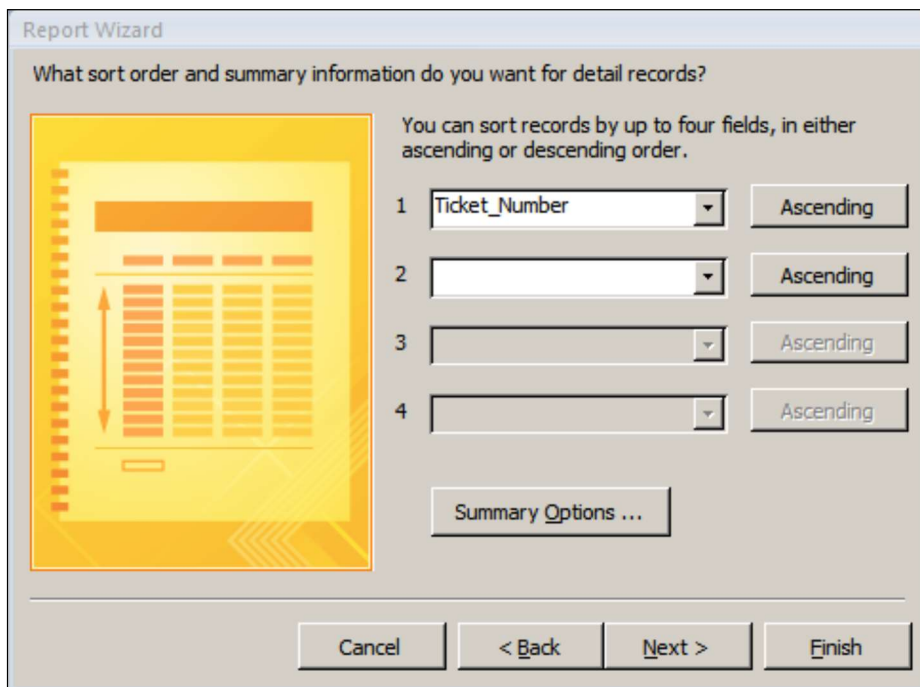 Report Wizard
What sort order and summary information do you want for detail records?
You can sort records by up to four fields, in either
ascending or descending order.
1 Ticket_Number Ascending
2 Ascending
3 Ascending
4 Ascending
Summary Options ...
Cancel < Back Next > Finish